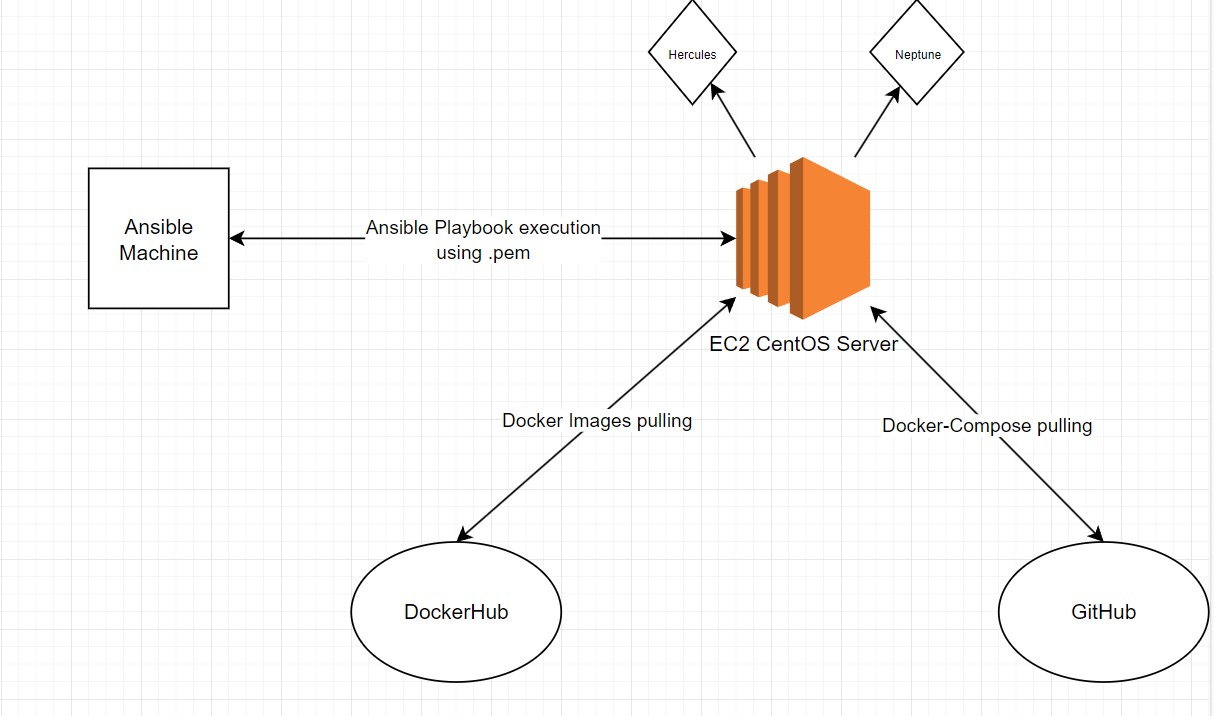 Hercules
Neptune
Ansible
Machine
Ansible Playbook execution
using .pem
EC2 CentOS Server
Docker Images pulling
Docker-Compose pulling
DockerHub
GitHub